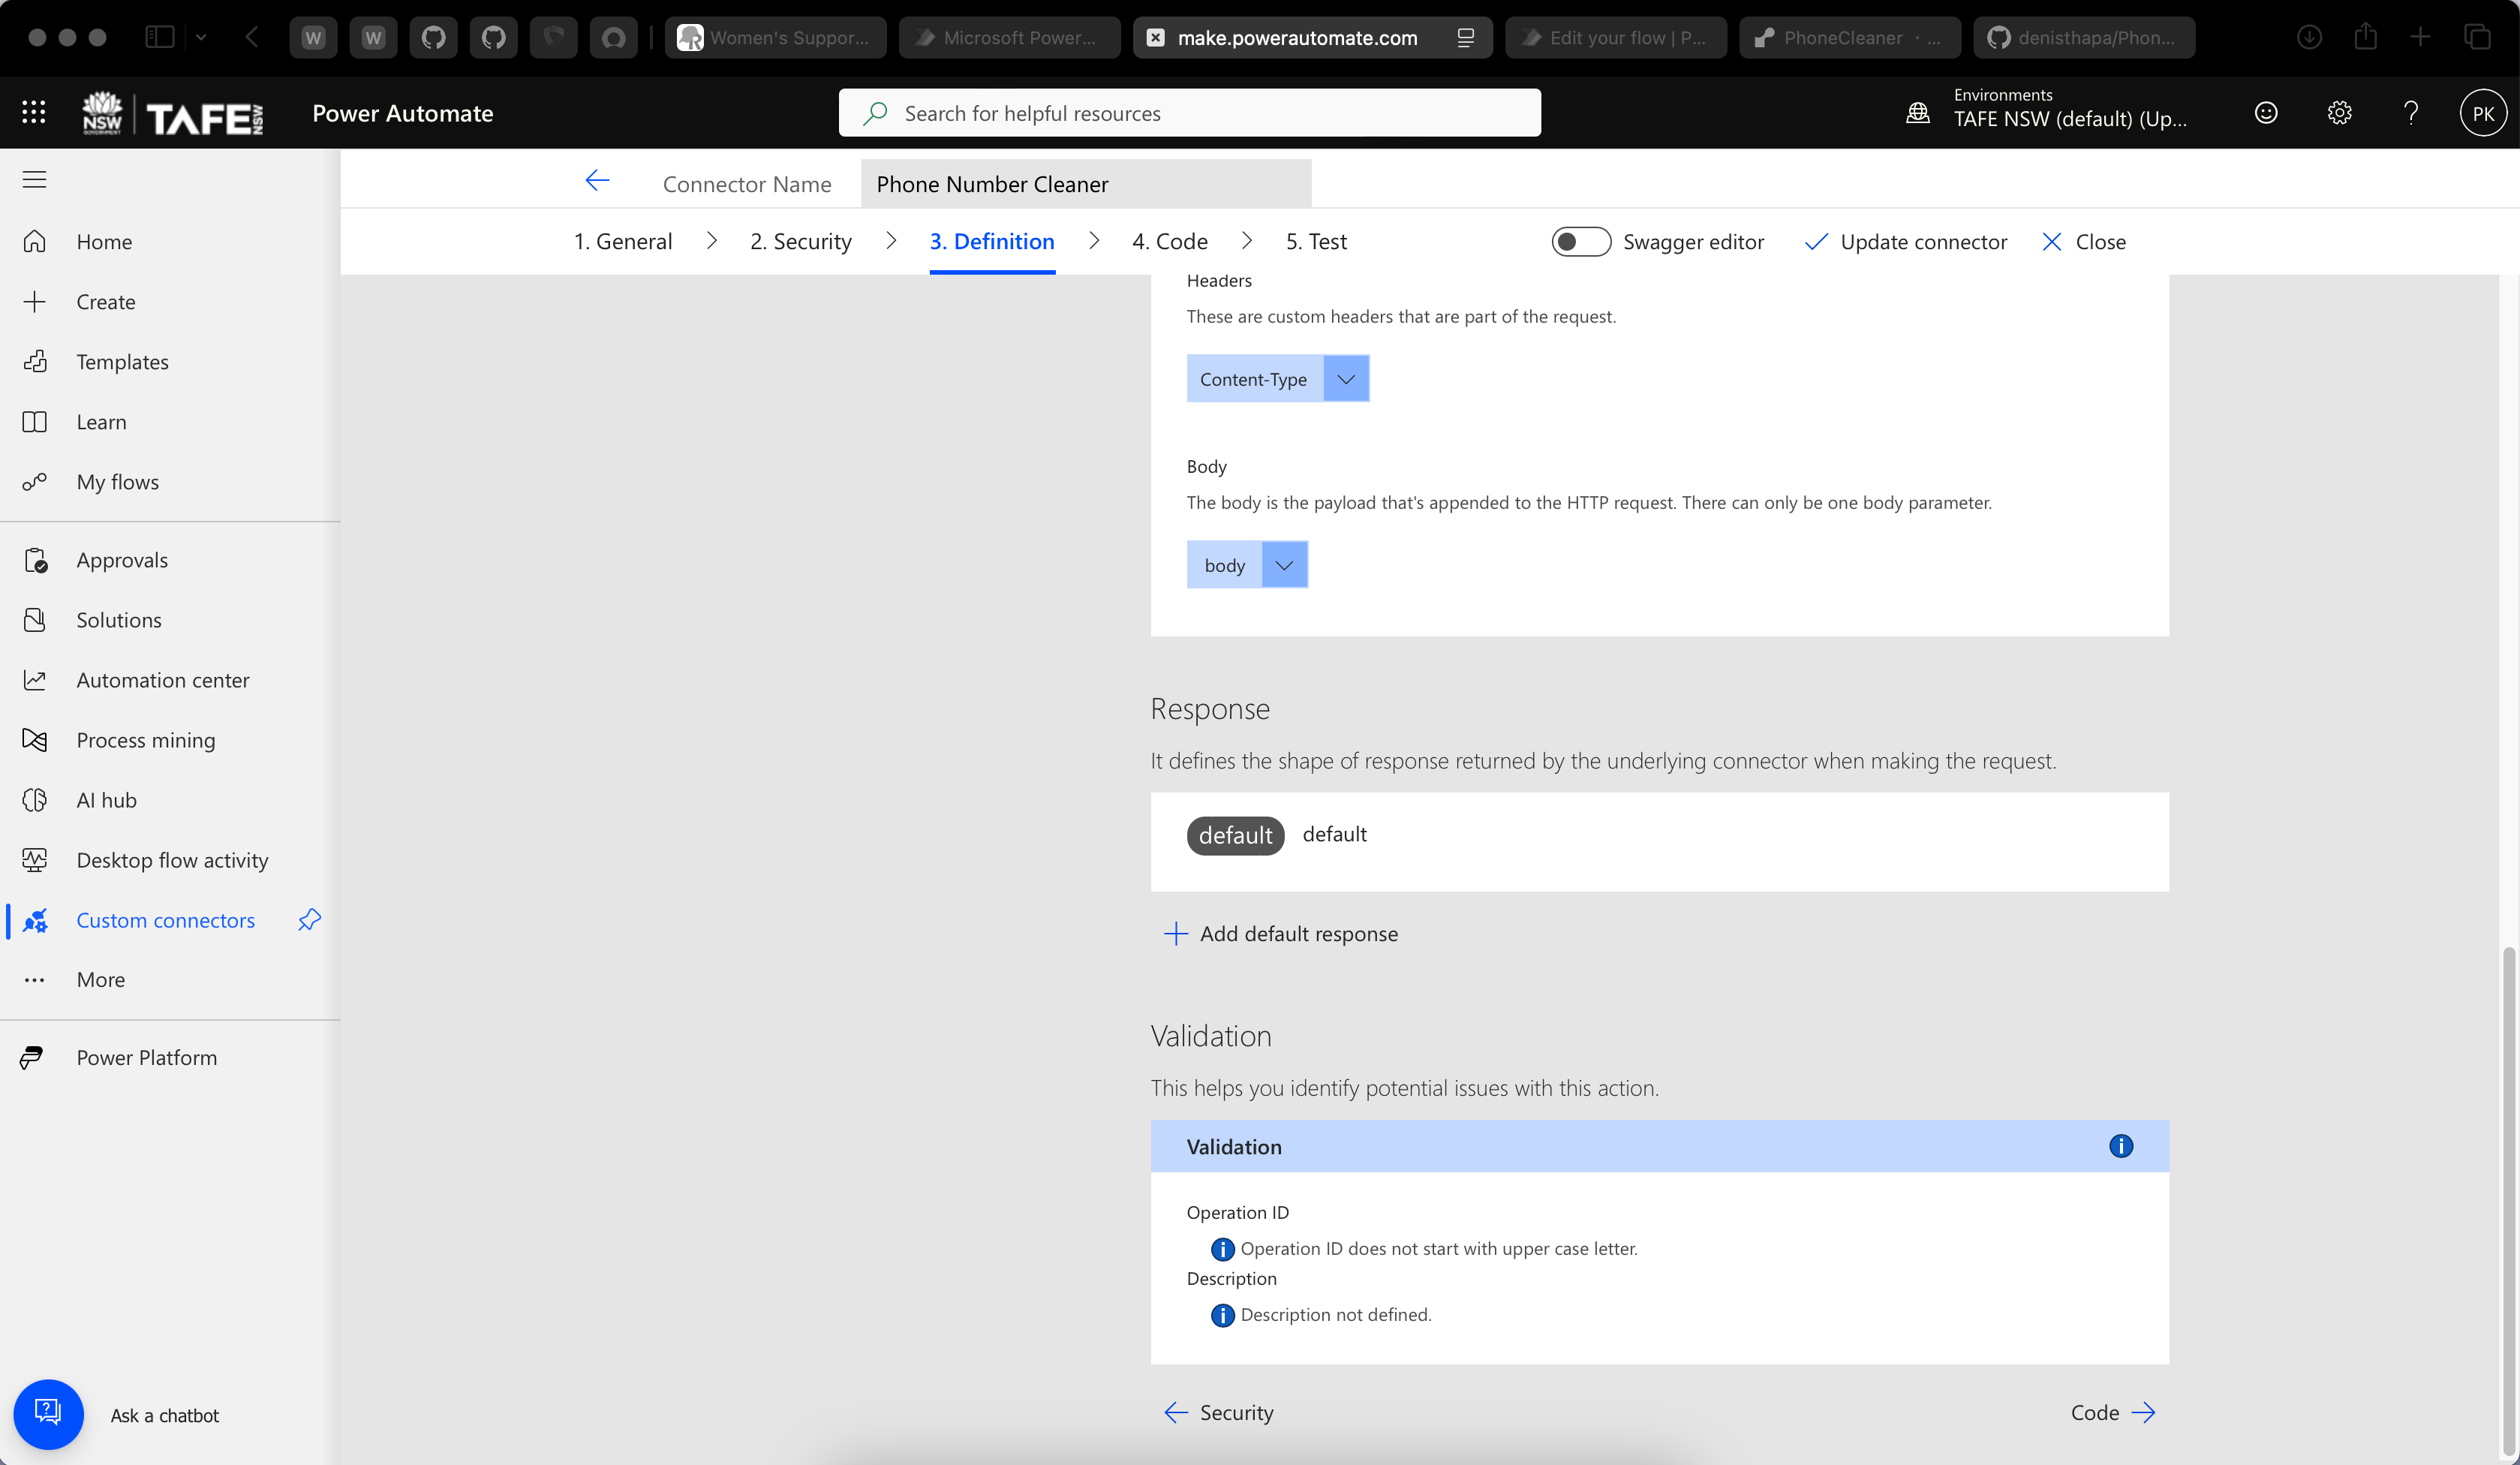 W
W
Women's Suppor...
Microsoft Power...
make.powerautomate.com
Edit your flow | P...
PhoneCleaner · ...
denisthapa/Phon...
NSW
GOVERNMENT
TAFE NSW
Power Automate
Search for helpful resources
Environments
TAFE NSW (default) (Up...
?
PK
Connector Name
Phone Number Cleaner
1. General
2. Security
3. Definition
4. Code
5. Test
Swagger editor
Update connector
Close
Home
Create
Templates
Learn
My flows
Approvals
Solutions
Automation center
Process mining
AI hub
Desktop flow activity
Custom connectors
More
Power Platform
Ask a chatbot
Headers
These are custom headers that are part of the request.
Content-Type
Body
The body is the payload that's appended to the HTTP request. There can only be one body parameter.
body
Response
It defines the shape of response returned by the underlying connector when making the request.
default default
Add default response
Validation
This helps you identify potential issues with this action.
Validation
Operation ID
Operation ID does not start with upper case letter.
Description
Description not defined.
Security
Code